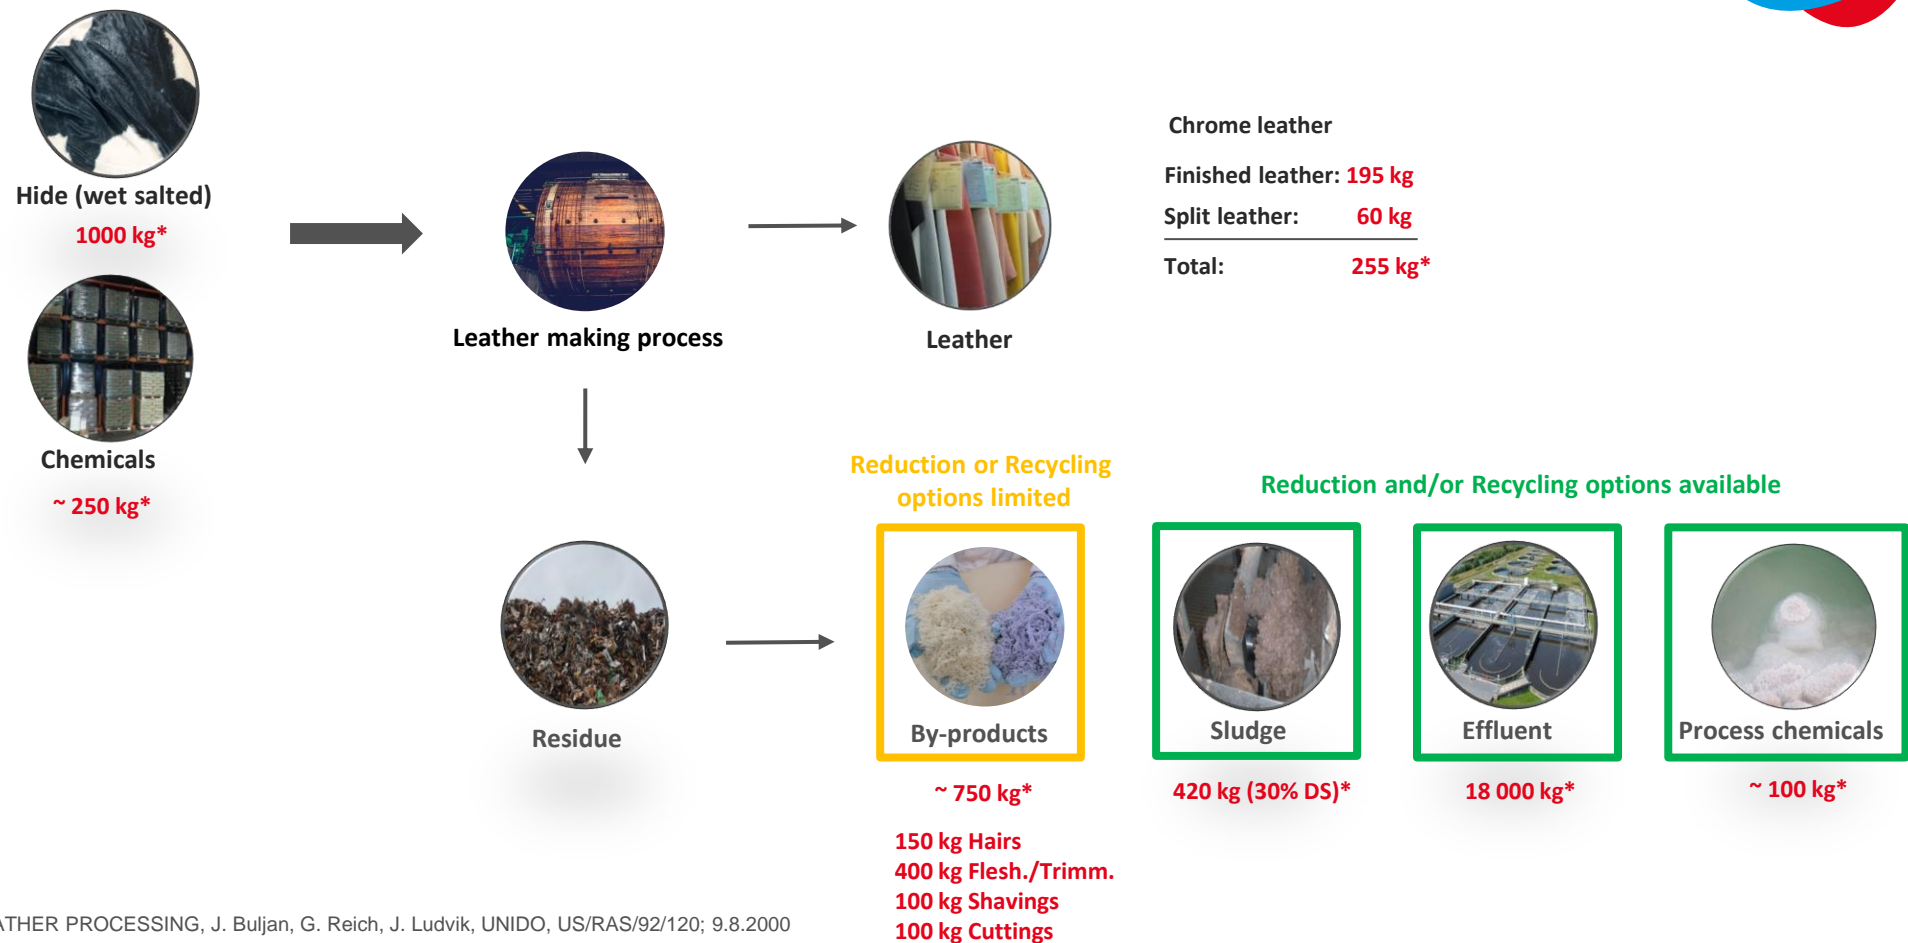 Hide (wet salted)
1000 kg*
Chemicals
~ 250 kg*
Leather making process
Leather
Chrome leather
Finished leather: 195 kg
Split leather: 60 kg
Total: 255 kg*
Residue
Reduction or Recycling
options limited
By-products
~ 750 kg*
150 kg Hairs
400 kg Flesh./Trimm.
100 kg Shavings
100 kg Cuttings
Reduction and/or Recycling options available
Sludge
420 kg (30% DS)*
Effluent
18 000 kg*
Process chemicals
~ 100 kg*
PROCESSING, J. Buljan, G. Reich, J. Ludvik, UNIDO, US/RAS/92/120; 9.8.2000